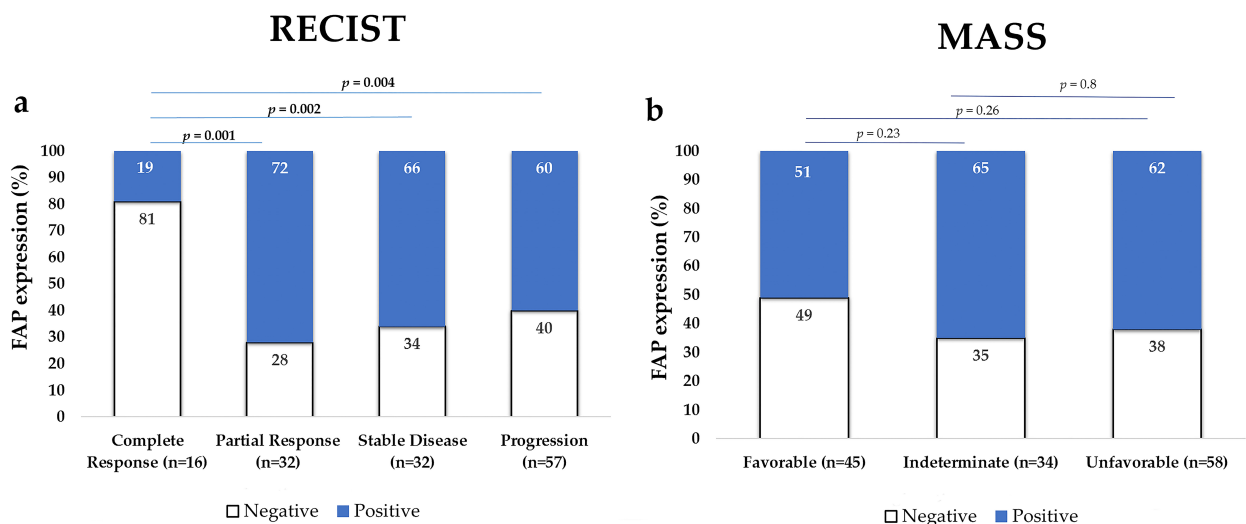 RECIST
a
p = 0.004
p = 0.002
p = 0.001
FAP expression (%)
100
90
80
70
60
50
40
30
20
10
0
19
72
66
60
81
28
34
40
Complete Response (n=16)
Partial Response (n=32)
Stable Disease (n=32)
Progression (n=57)
Negative Positive
MASS
b
p = 0.8
p = 0.26
p = 0.23
FAP expression (%)
100
90
80
70
60
50
40
30
20
10
0
51
65
62
49
35
38
Favorable (n=45)
Indeterminate (n=34)
Unfavorable (n=58)
Negative Positive